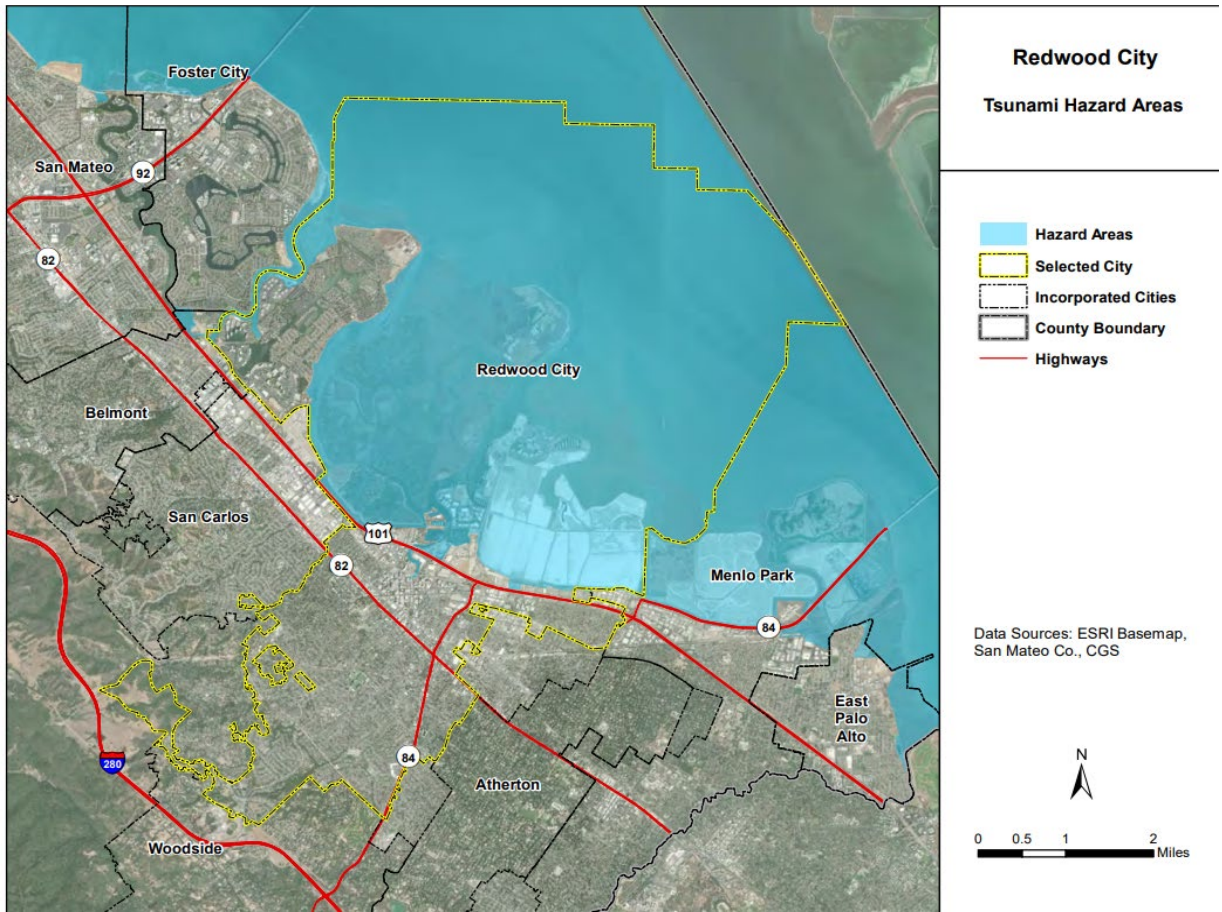 Redwood City
Tsunami Hazard Areas
Hazard Areas
Selected City
Incorporated Cities
County Boundary
Highways
Data Sources: ESRI Basemap,
San Mateo Co., CGS
N
0 0.5 1 2
Miles
Foster City
San Mateo
92
82
Redwood City
Belmont
San Carlos
101
82
Menlo Park
84
East
Palo
Alto
280
84
Atherton
Woodside